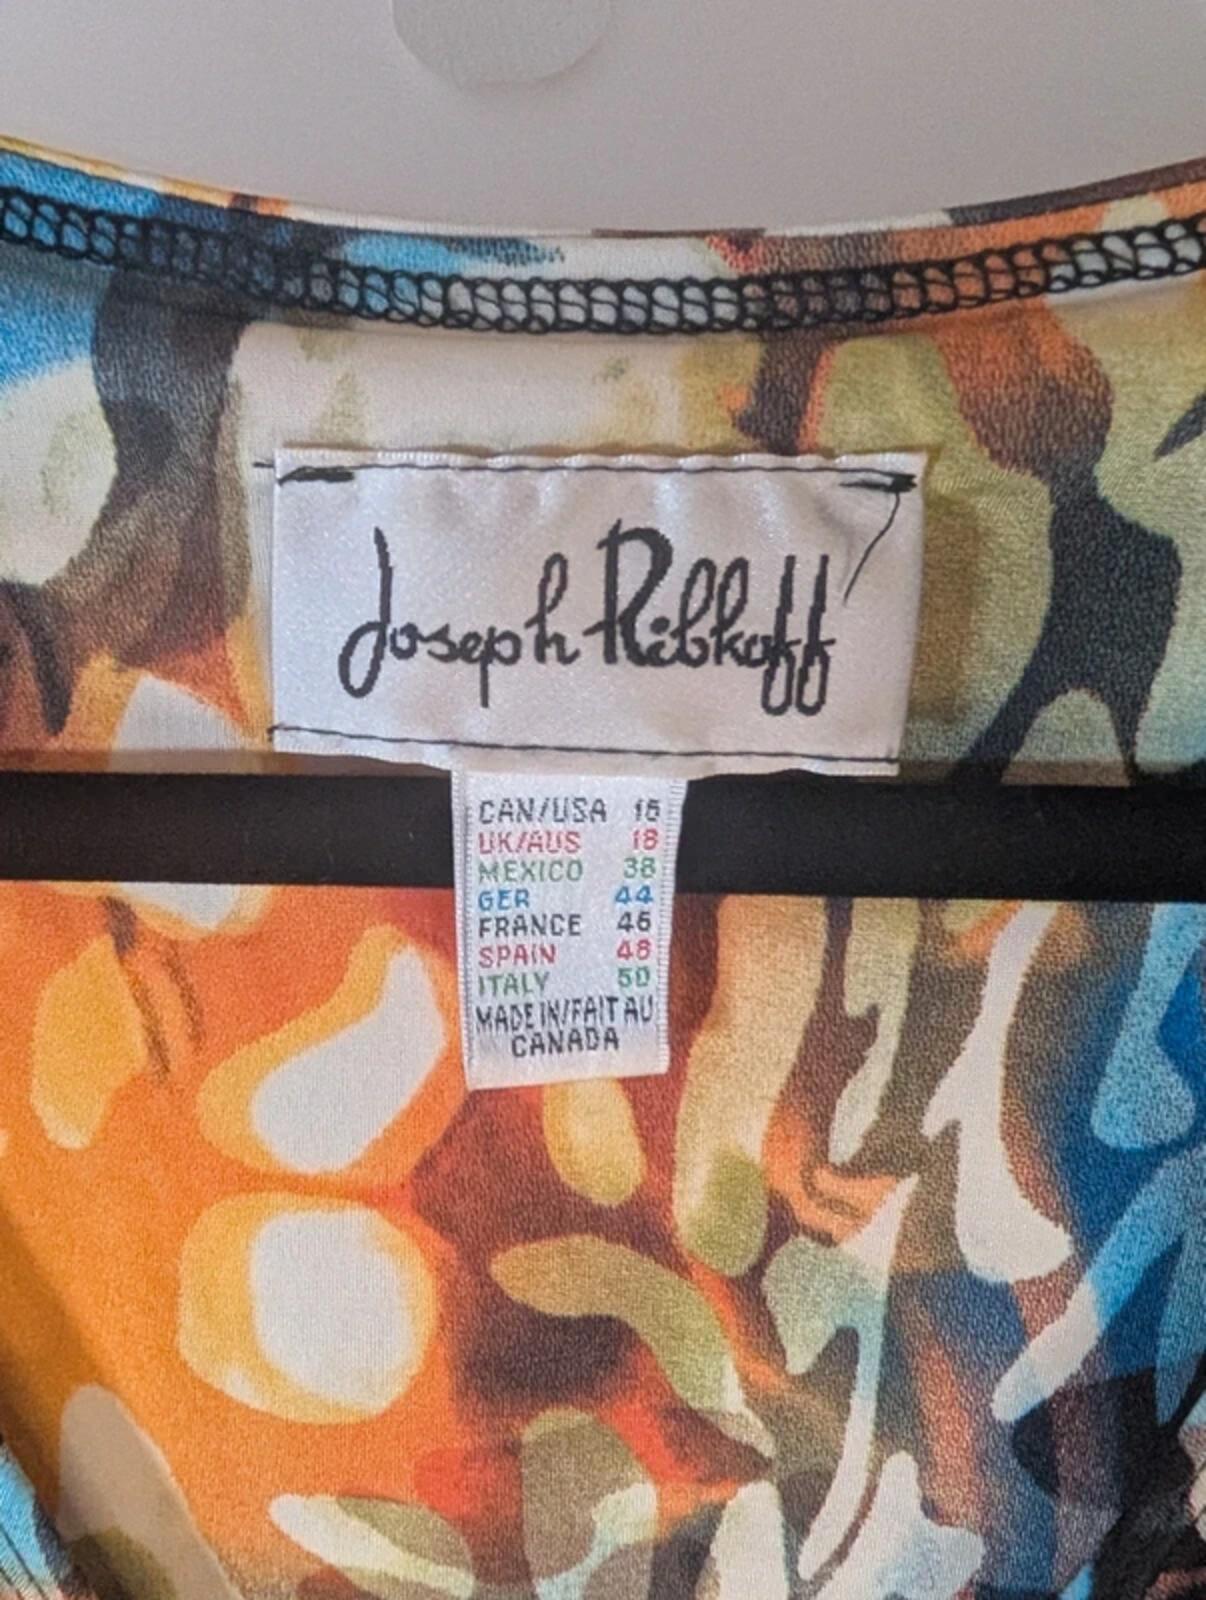 Joseph Ribkoff
CAN/USA 16
UK/AUS 18
MEXICO 38
GER 44
FRANCE 46
SPAIN 48
ITALY 50
MADE IN/FAIT AU
CANADA